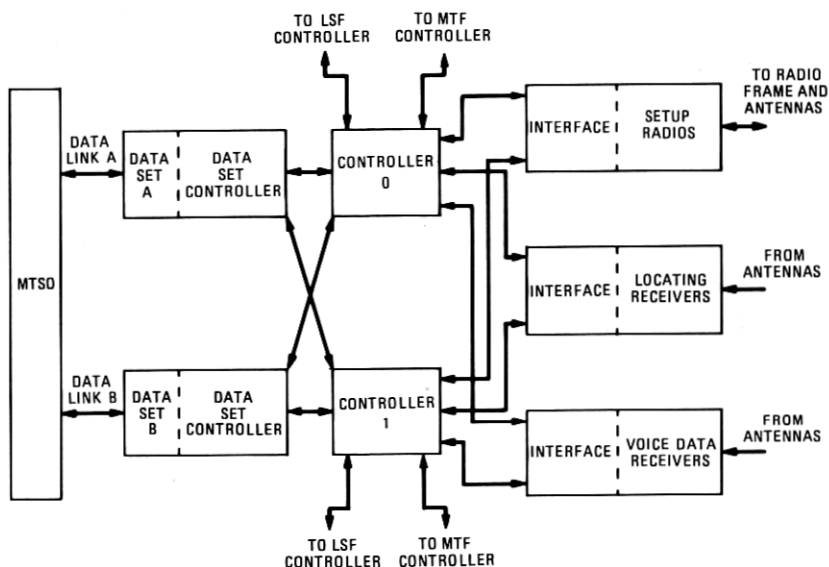 TO LSF
CONTROLLER
TO MTF
CONTROLLER
MTSO
DATA
LINK A
DATA
SET
A
DATA
SET
CONTROLLER
CONTROLLER
0
INTERFACE
SETUP
RADIOS
TO RADIO
FRAME AND
ANTENNAS
INTERFACE
LOCATING
RECEIVERS
FROM
ANTENNAS
DATA
LINK B
DATA
SET
B
DATA
SET
CONTROLLER
CONTROLLER
1
INTERFACE
VOICE DATA
RECEIVERS
FROM
ANTENNAS
TO LSF
CONTROLLER
TO MTF
CONTROLLER